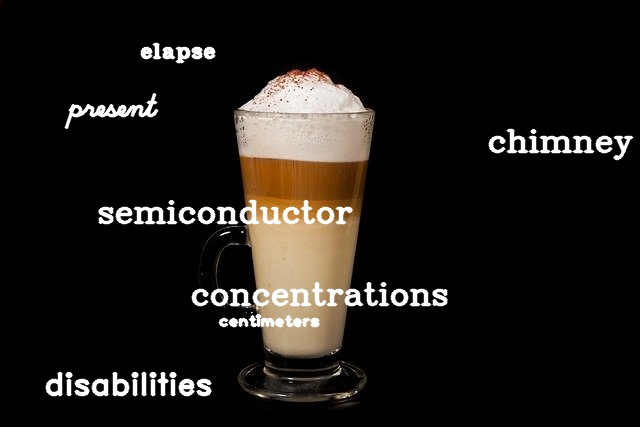 elapse
present
chimney
semiconductor
concentrations
centimeters
disabilities